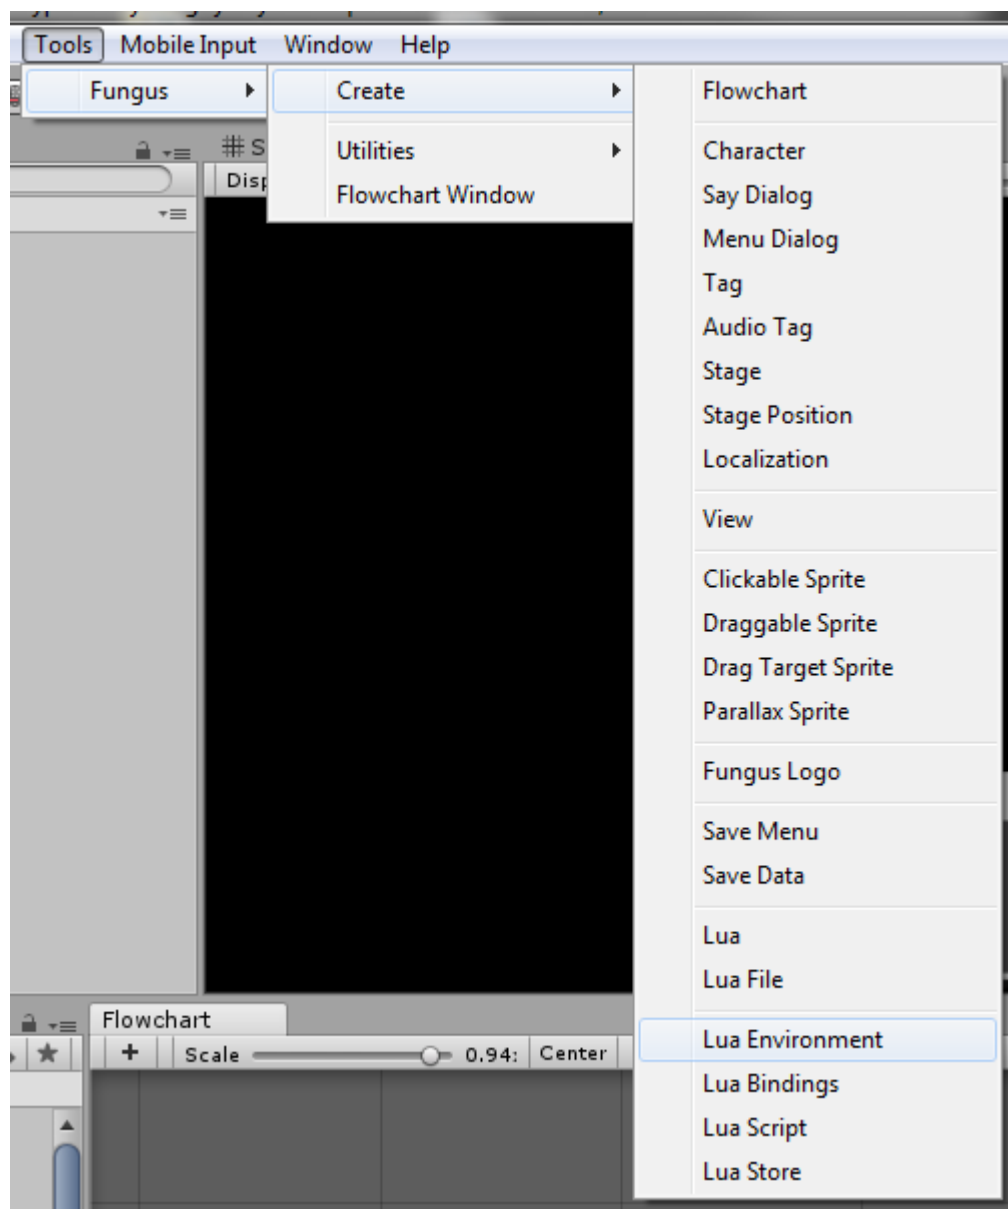 Tools Mobile Input Window Help
Fungus
Create
Utilities
Flowchart Window
Flowchart
Character
Say Dialog
Menu Dialog
Tag
Audio Tag
Stage
Stage Position
Localization
View
Clickable Sprite
Draggable Sprite
Drag Target Sprite
Parallax Sprite
Fungus Logo
Save Menu
Save Data
Lua
Lua File
Lua Environment
Lua Bindings
Lua Script
Lua Store
# S
Disp
Flowchart
+ Scale 0.94: Center